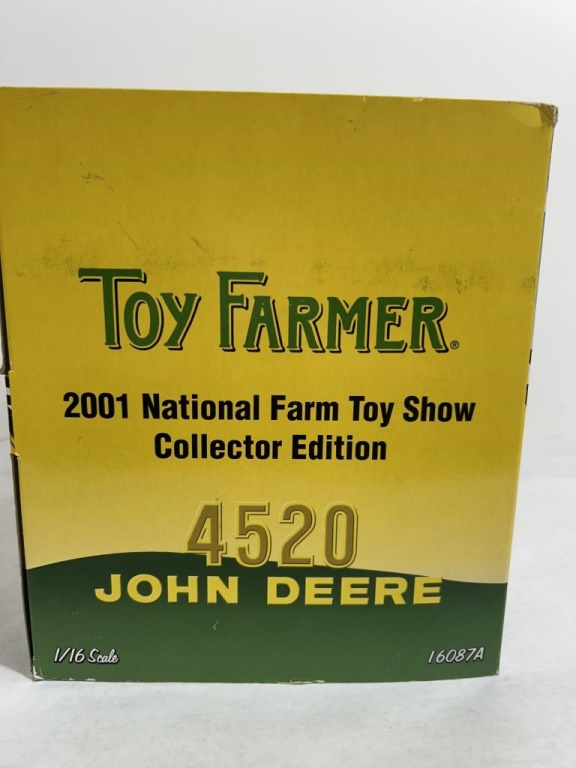 TOY FARMER®
2001 National Farm Toy Show
Collector Edition
4520
JOHN DEERE
1/16 Scale
16087A